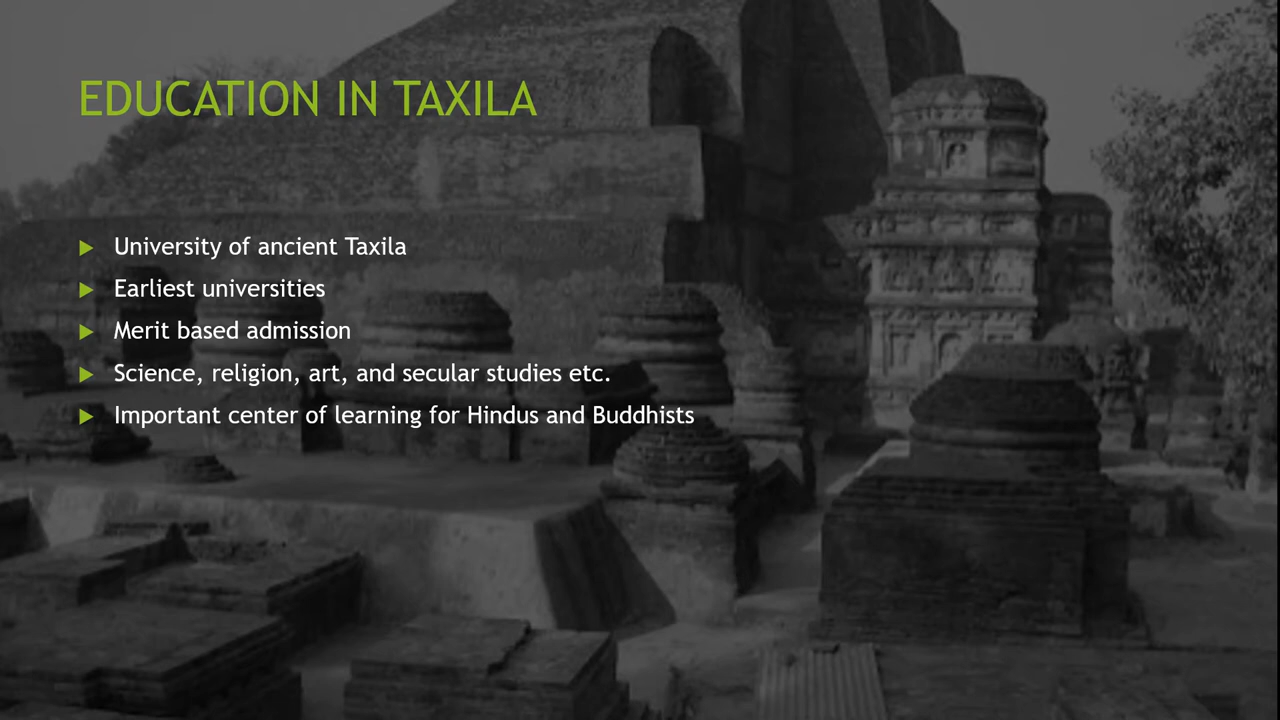 EDUCATION IN TAXILA
University of ancient Taxila
Earliest universities
Merit based admission
Science, religion, art, and secular studies etc.
Important center of learning for Hindus and Buddhists